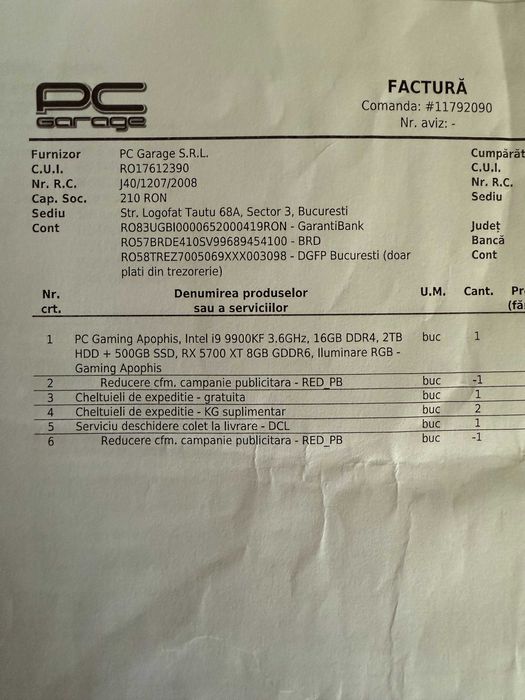 PC
Garage
FACTURĂ
Comanda: #11792090
Nr. aviz: -
Furnizor PC Garage S.R.L. Cumpărăt
C.U.I. RO17612390 C.U.I.
Nr. R.C. J40/1207/2008 Nr. R.C.
Cap. Soc. 210 RON Sediu
Sediu Str. Logofat Tautu 68A, Sector 3, Bucuresti
Cont RO83UGBI0000652000419RON - GarantiBank Județ
RO57BRDE410SV99689454100 - BRD Bancă
RO58TREZ7005069XXX003098 - DGFP Bucuresti (doar Cont
plati din trezorerie)
Nr. Denumirea produselor U.M. Cant. Pr
crt. sau a serviciilor (fă
1 PC Gaming Apophis, Intel i9 9900KF 3.6GHz, 16GB DDR4, 2TB buc 1
HDD + 500GB SSD, RX 5700 XT 8GB GDDR6, Iluminare RGB -
Gaming Apophis
2 Reducere cfm. campanie publicitara - RED_PB buc -1
3 Cheltuieli de expeditie - gratuita buc 1
4 Cheltuieli de expeditie - KG suplimentar buc 2
5 Serviciu deschidere colet la livrare - DCL buc 1
6 Reducere cfm. campanie publicitara - RED_PB buc -1